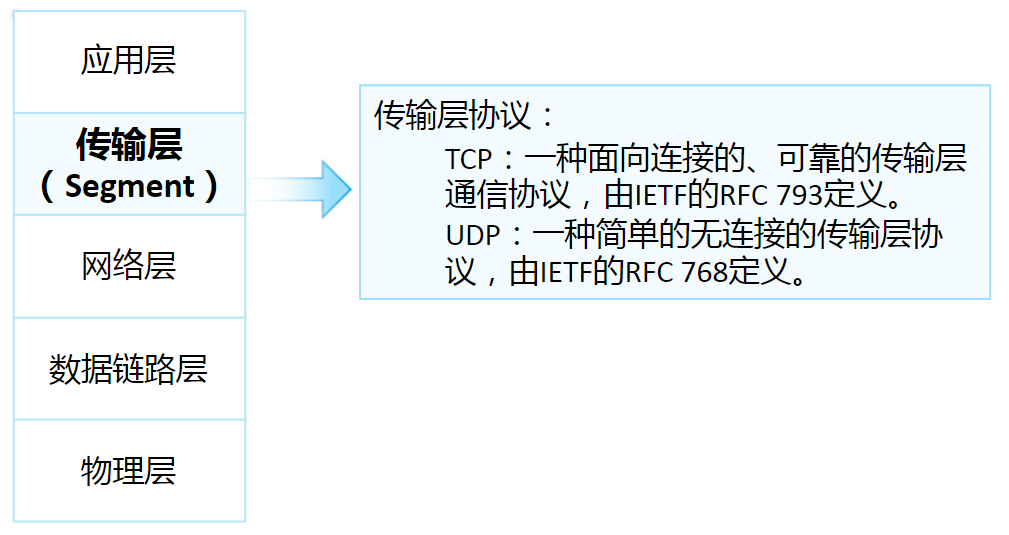 应用层
传输层
（Segment）
网络层
数据链路层
物理层
传输层协议：
TCP：一种面向连接的、可靠的传输层
通信协议，由IETF的RFC 793定义。
UDP：一种简单的无连接的传输层协
议，由IETF的RFC 768定义。